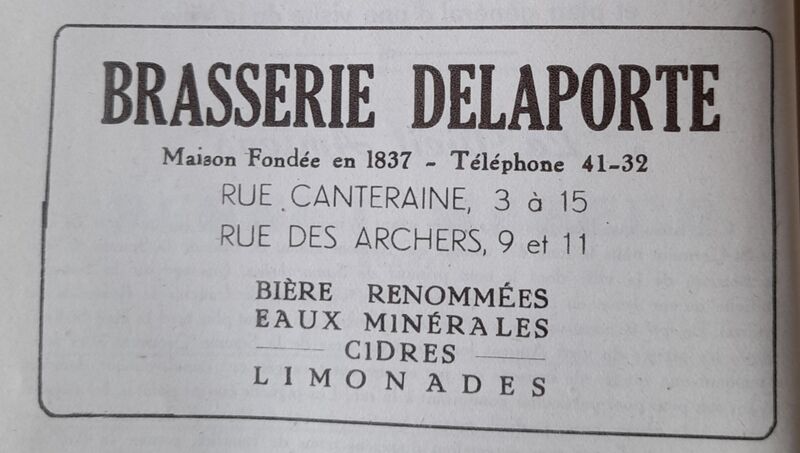 BRASSERIE DELAPORTE
Maison Fondée en 1837 - Téléphone 41-32
RUE CANTERAINE, 3 à 15
RUE DES ARCHERS, 9 et 11
BIÈRE RENOMMÉES
EAUX MINÉRALES
CIDRES
LIMONADES